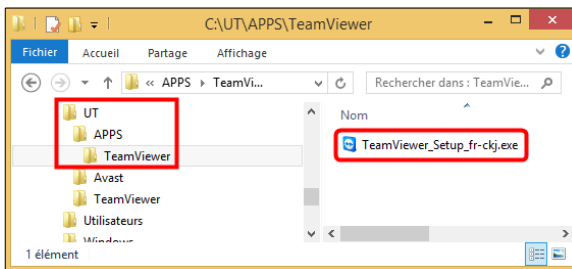 C:\UT\APPS\TeamViewer
Fichier Accueil Partage Affichage
« APPS TeamVi... Rechercher dans : TeamVie...
UT
APPS
TeamViewer
Avast
TeamViewer
Utilisateurs
Windows
Nom
TeamViewer_Setup_fr-ckj.exe
1 élément